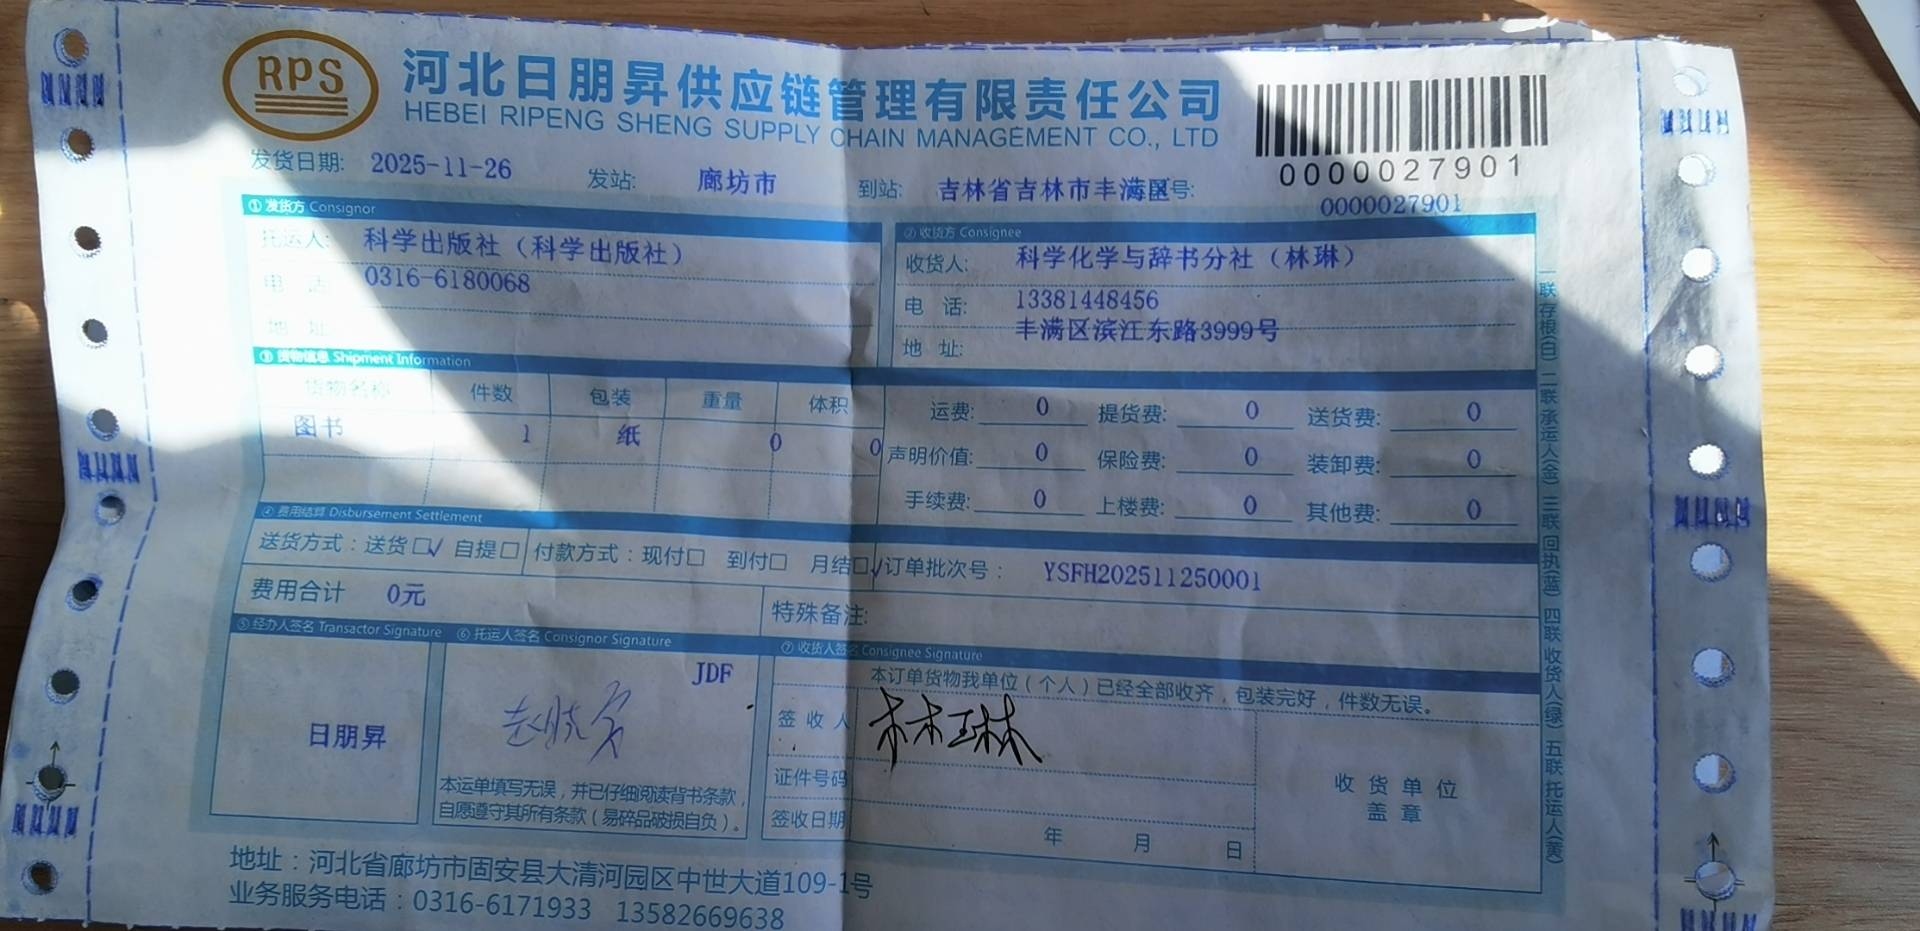 RPS
河北日朋昇供应链管理有限责任公司
HEBEI RIPENG SHENG SUPPLY CHAIN MANAGEMENT CO., LTD
0000027901
发货日期: 2025-11-26 发站: 廊坊市 到站: 吉林省吉林市丰满区 号: 0000027901
① 发货方 Consignor
托运人: 科学出版社（科学出版社）
电 话: 0316-6180068
地 址:
② 收货方 Consignee
收货人: 科学化学与辞书分社（林琳）
电 话: 13381448456
地 址: 丰满区滨江东路3999号
③ 货物信息 Shipment Information
货物名称 件数 包装 重量 体积
图书 1 纸 0 0
运费: 0 提货费: 0 送货费: 0
声明价值: 0 保险费: 0 装卸费: 0
手续费: 0 上楼费: 0 其他费: 0
④ 费用结算 Disbursement Settlement
送货方式：送货□√ 自提□ 付款方式：现付□ 到付□ 月结□√ 订单批次号： YSFH202511250001
费用合计 0元 特殊备注:
⑤ 经办人签名 Transactor Signature
日朋昇
⑥ 托运人签名 Consignor Signature
JDF
本运单填写无误，并已仔细阅读背书条款，
自愿遵守其所有条款（易碎品破损自负）。
⑦ 收货人签名 Consignee Signature
本订单货物我单位（个人）已经全部收齐，包装完好，件数无误。
签 收 人 林琳
证件号码
签收日期 年 月 日
收 货 单 位
盖 章
一联存根(白) 二联承运人(金) 三联回执(蓝) 四联收货人(绿) 五联托运人(黄)
地址：河北省廊坊市固安县大清河园区中世大道109-1号
业务服务电话：0316-6171933 13582669638